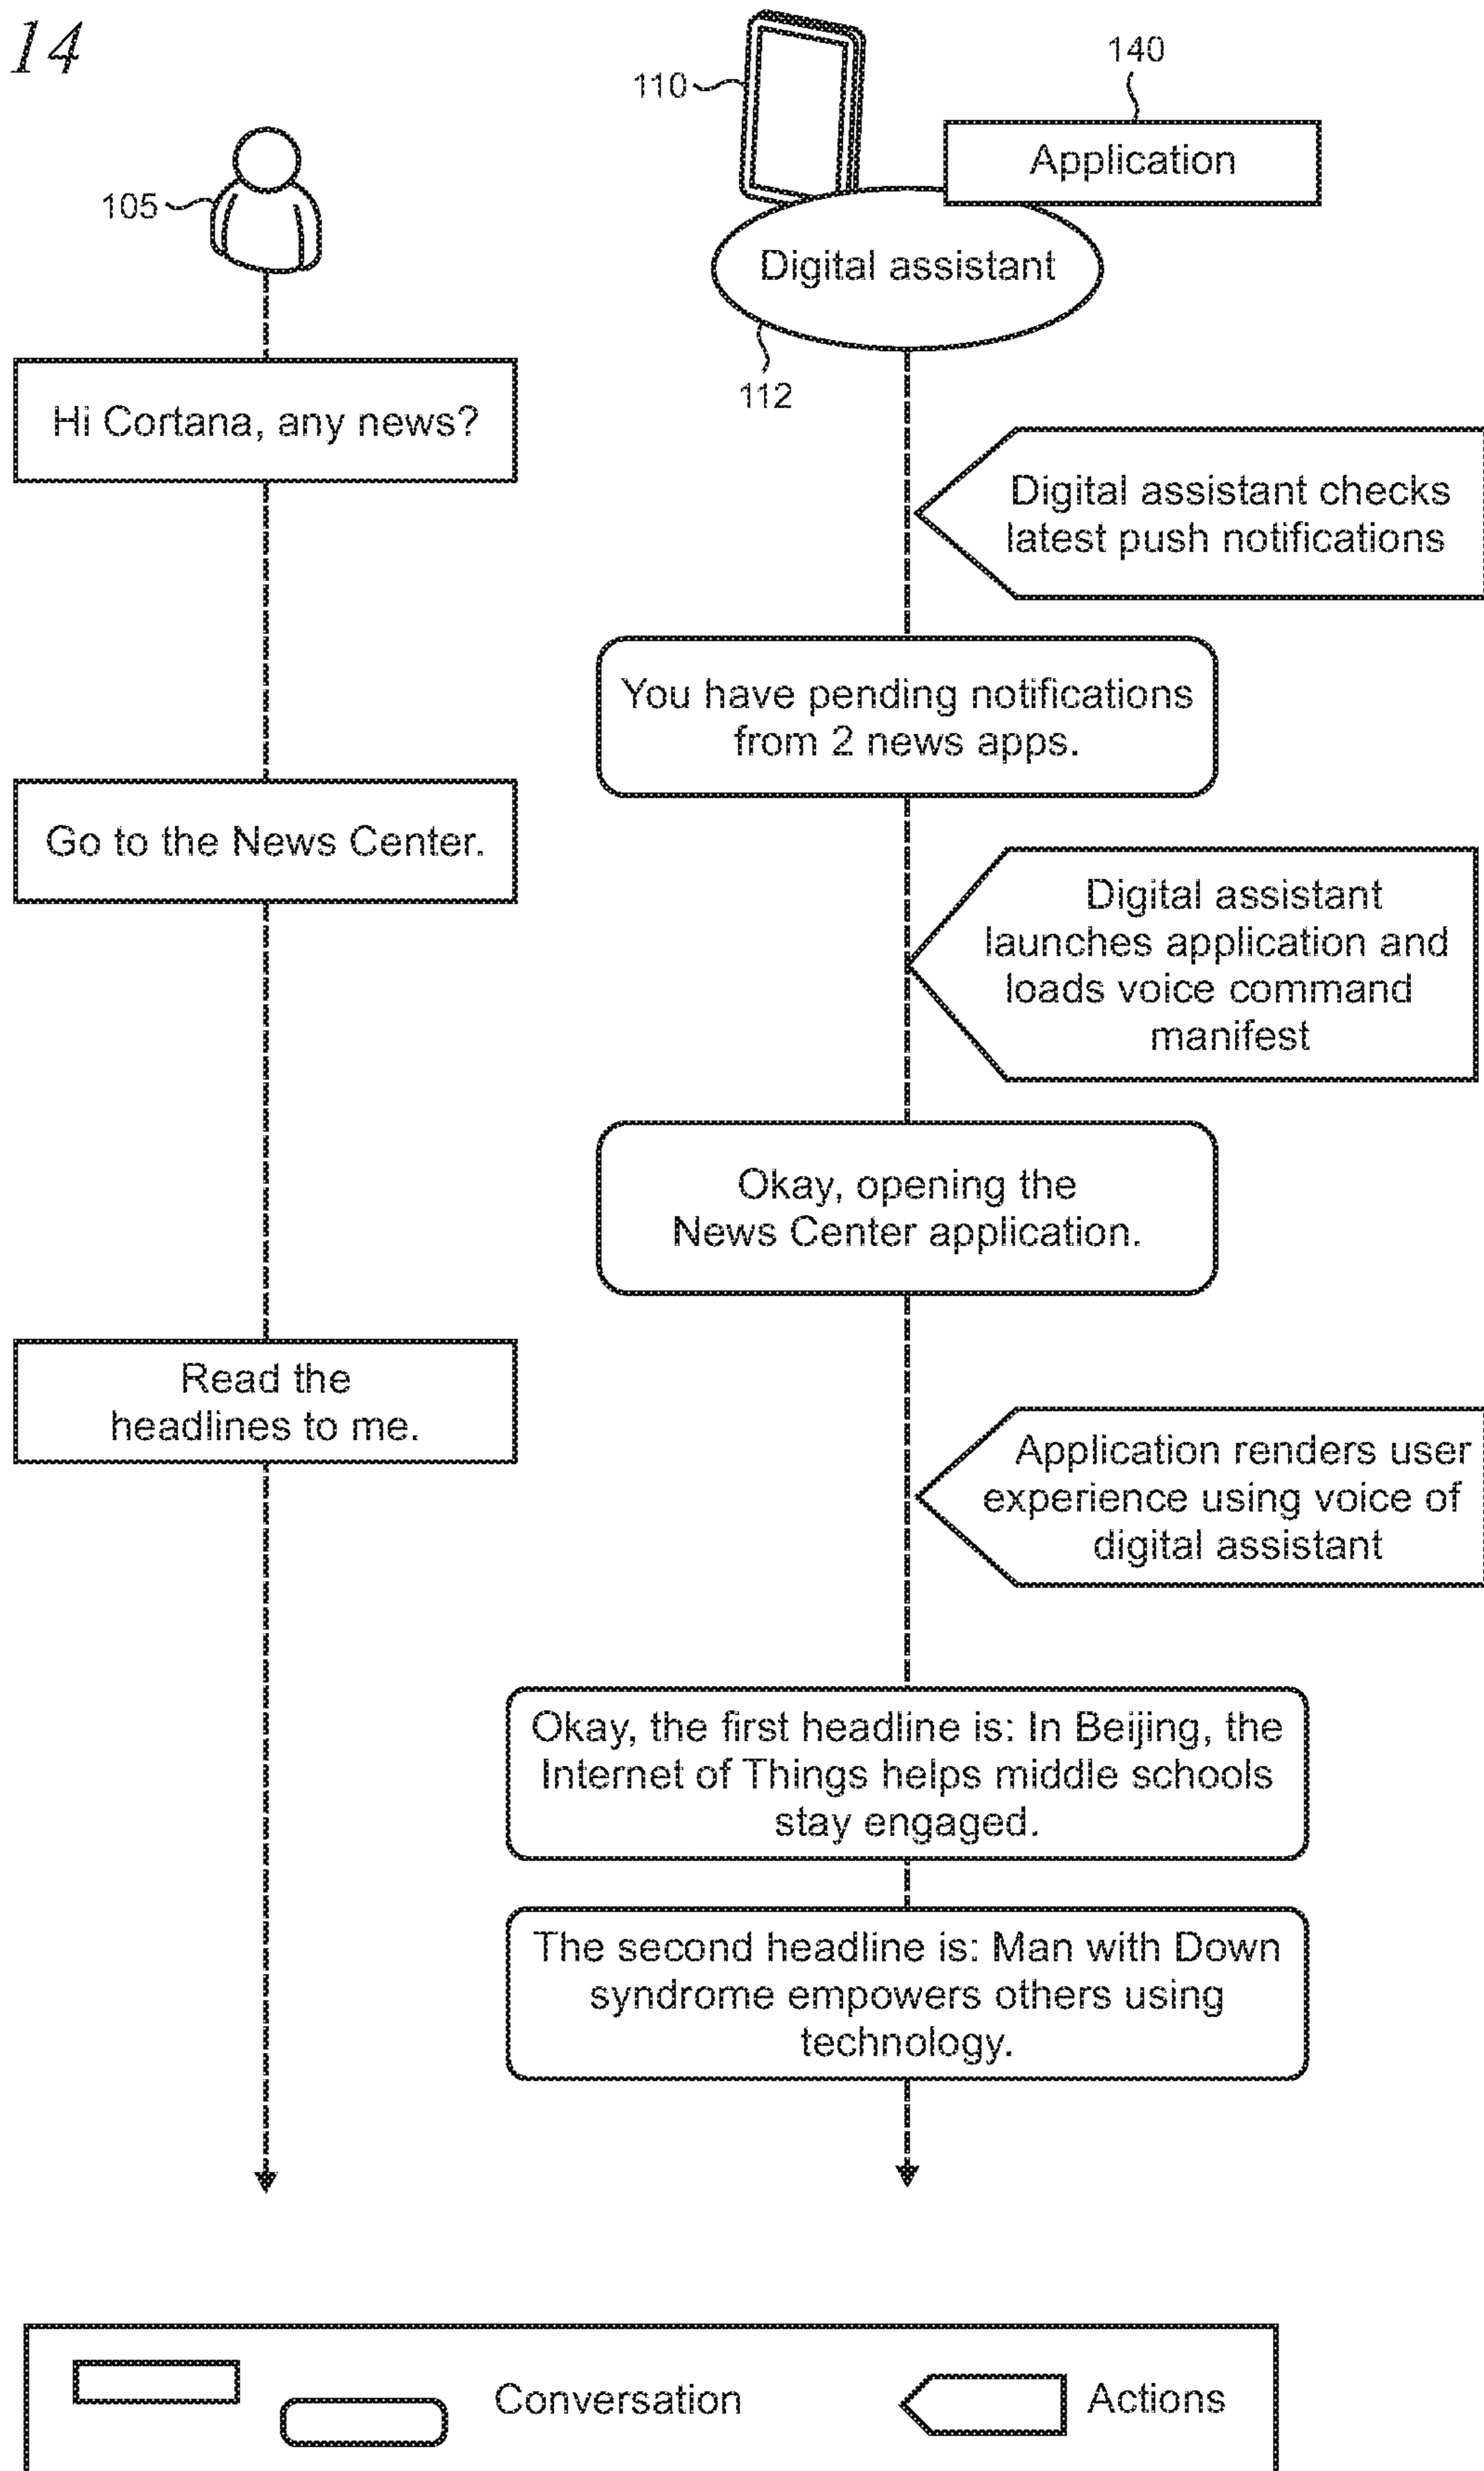 14
110
140
Application
105
Digital assistant
112
Hi Cortana, any news?
Digital assistant checks
latest push notifications
You have pending notifications
from 2 news apps.
Go to the News Center.
Digital assistant
launches application and
loads voice command
manifest
Okay, opening the
News Center application.
Read the
headlines to me.
Application renders user
experience using voice of
digital assistant
Okay, the first headline is: In Beijing, the
Internet of Things helps middle schools
stay engaged.
The second headline is: Man with Down
syndrome empowers others using
technology.
Conversation
Actions